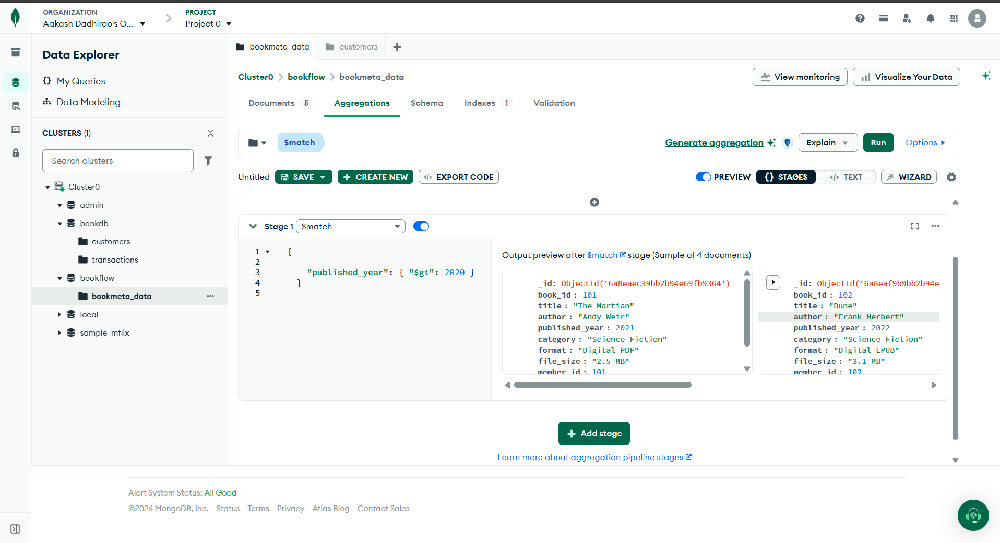 ORGANIZATION
Aakash Dadhirao's O...
PROJECT
Project 0
Data Explorer
My Queries
Data Modeling
CLUSTERS (1)
Search clusters
Cluster0
admin
bankdb
customers
transactions
bookflow
bookmeta_data
local
sample_mflix
bookmeta_data
customers
Cluster0 bookflow bookmeta_data
View monitoring
Visualize Your Data
Documents 5
Aggregations
Schema
Indexes 1
Validation
$match
Generate aggregation
Explain
Run
Options
Untitled
SAVE
CREATE NEW
EXPORT CODE
PREVIEW
STAGES
TEXT
WIZARD
Stage 1 $match
1 {
2
3 "published_year": { "$gt": 2020 }
4 }
5
Output preview after $match stage (Sample of 4 documents)
_id: ObjectId('6a8eaec39bb2b94e69fb9364')
book_id : 101
title : "The Martian"
author : "Andy Weir"
published_year : 2021
category : "Science Fiction"
format : "Digital PDF"
file_size : "2.5 MB"
member_id : 101
_id: ObjectId('6a8eaf9b9bb2b94e
book_id : 102
title : "Dune"
author : "Frank Herbert"
published_year : 2022
category : "Science Fiction"
format : "Digital EPUB"
file_size : "3.1 MB"
member_id : 102
Add stage
Learn more about aggregation pipeline stages
Alert System Status: All Good
©2026 MongoDB, Inc. Status Terms Privacy Atlas Blog Contact Sales